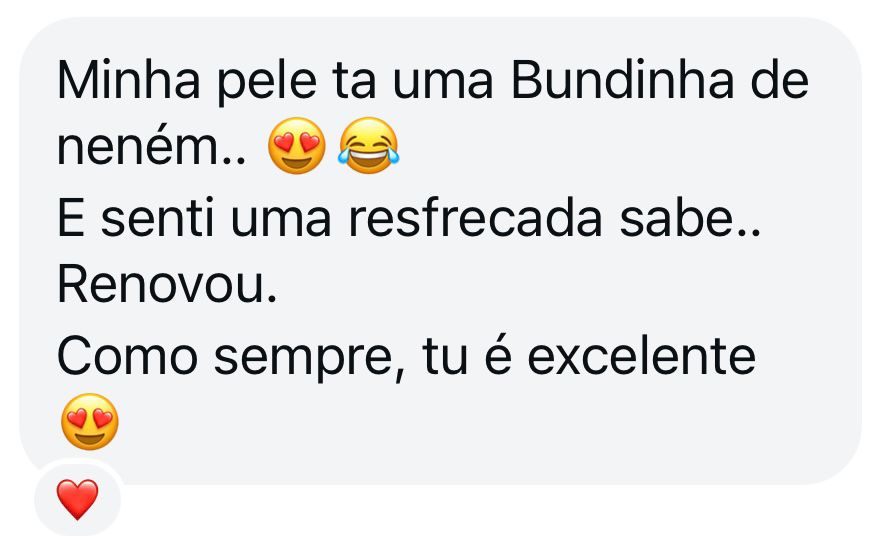 Minha pele ta uma Bundinha de
neném.. 😍😂
E senti uma resfrecada sabe..
Renovou.
Como sempre, tu é excelente
😍
❤️